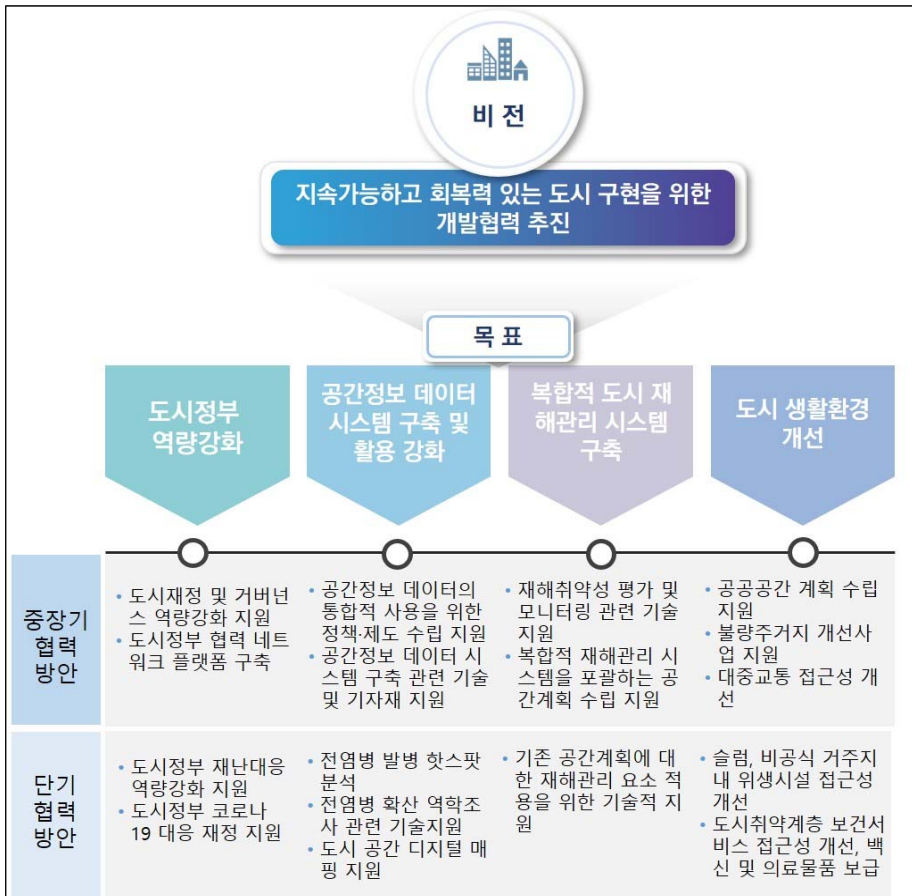 비 전
지속가능하고 회복력 있는 도시 구현을 위한
개발협력 추진
목 표
도시정부
역량강화
공간정보 데이터
시스템 구축 및
활용 강화
복합적 도시 재
해관리 시스템
구축
도시 생활환경
개선
중장기
협력
방안
• 도시재정 및 거버넌
스 역량강화 지원
• 도시정부 협력 네트
워크 플랫폼 구축
• 공간정보 데이터의
통합적 사용을 위한
정책·제도 수립 지원
• 공간정보 데이터 시
스템 구축 관련 기술
및 기자재 지원
• 재해취약성 평가 및
모니터링 관련 기술
지원
• 복합적 재해관리 시
스템을 포괄하는 공
간계획 수립 지원
• 공공공간 계획 수립
지원
• 불량주거지 개선사
업 지원
• 대중교통 접근성 개
선
단기
협력
방안
• 도시정부 재난대응
역량강화 지원
• 도시정부 코로나
19 대응 재정 지원
• 전염병 발병 핫스팟
분석
• 전염병 확산 역학조
사 관련 기술지원
• 도시 공간 디지털 매
핑 지원
• 기존 공간계획에 대
한 재해관리 요소 적
용을 위한 기술적 지
원
• 슬럼, 비공식 거주지
내 위생시설 접근성
개선
• 도시취약계층 보건서
비스 접근성 개선, 백
신 및 의료물품 보급